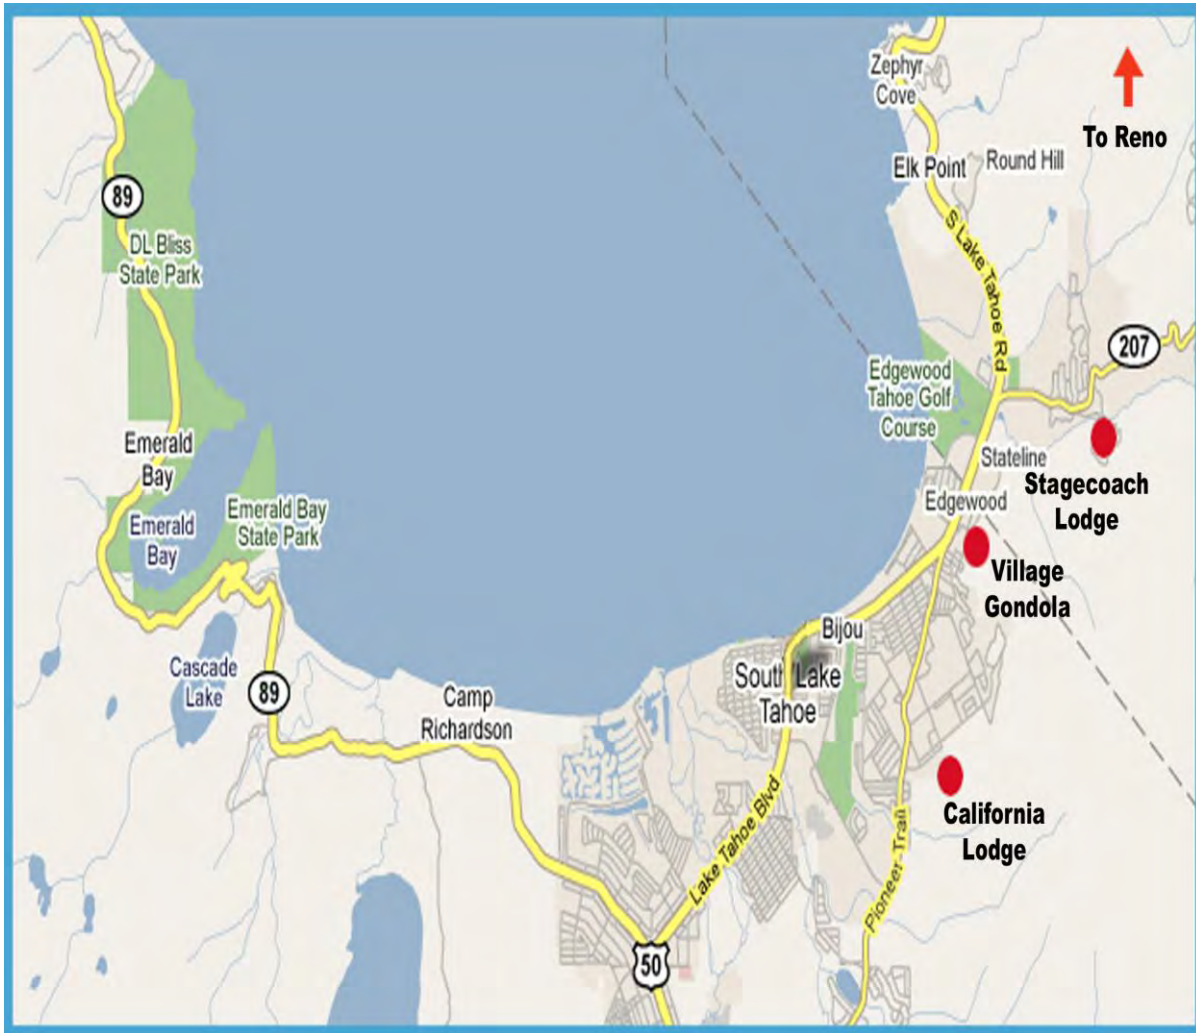 Zephyr
Cove
To Reno
Elk Point
Round Hill
89
DL Bliss
State Park
S Lake Tahoe Rd
207
Edgewood
Tahoe Golf
Course
Emerald
Bay
Stateline
Stagecoach
Lodge
Edgewood
Emerald Bay
State Park
Emerald
Bay
Village
Gondola
Bijou
South Lake
Tahoe
Cascade
Lake
89
Camp
Richardson
California
Lodge
Lake Tahoe Blvd
Pioneer Trail
50